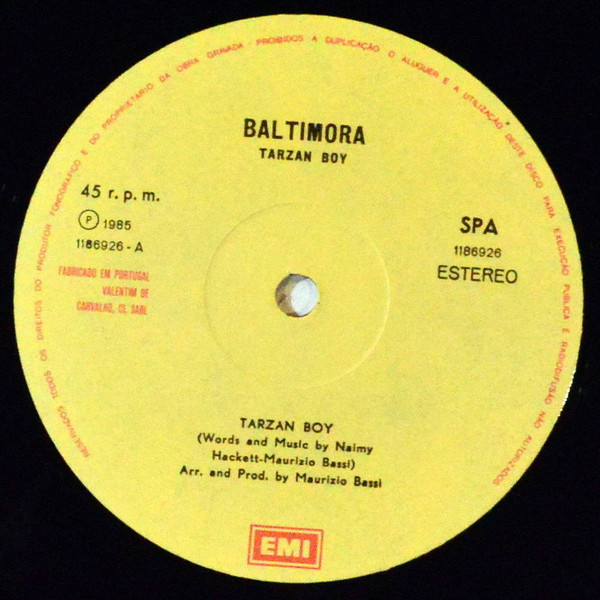 RESERVADOS TODOS OS DIREITOS DO PRODUTOR FONOGRÁFICO E DO PROPRIETÁRIO DA OBRA GRAVADA - PROIBIDOS A DUPLICAÇÃO O ALUGUER E A UTILIZAÇÃO DESTE DISCO PARA EXECUÇÃO PÚBLICA E RADIODIFUSÃO NÃO AUTORIZADOS
BALTIMORA
TARZAN BOY
45 r. p. m.
Ⓟ 1985
1186926 - A
SPA
1186926
ESTEREO
FABRICADO EM PORTUGAL
VALENTIM DE
CARVALHO, CI, SARL
TARZAN BOY
(Words and Music by Naimy
Hackett-Maurizio Bassi)
Arr. and Prod. by Maurizio Bassi
EMI